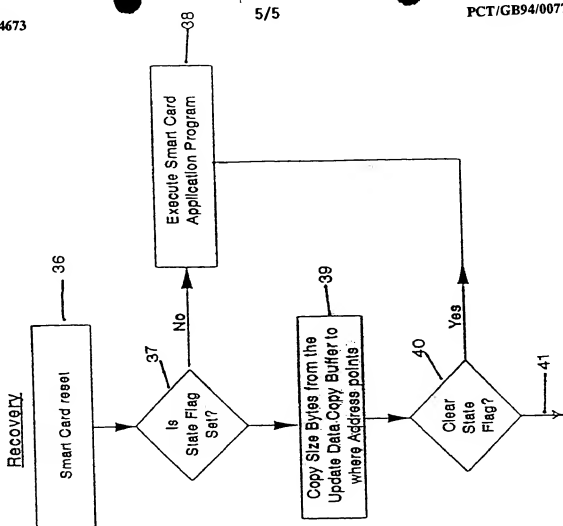 4673
5/5
PCT/GB94/0077
Recovery
36
Smart Card reset
37
Is
State Flag
Set?
No
38
Execute Smart Card
Application Program
39
Copy Size Bytes from the
Update Data Copy Buffer to
where Address points
40
Clear
State
Flag?
Yes
41